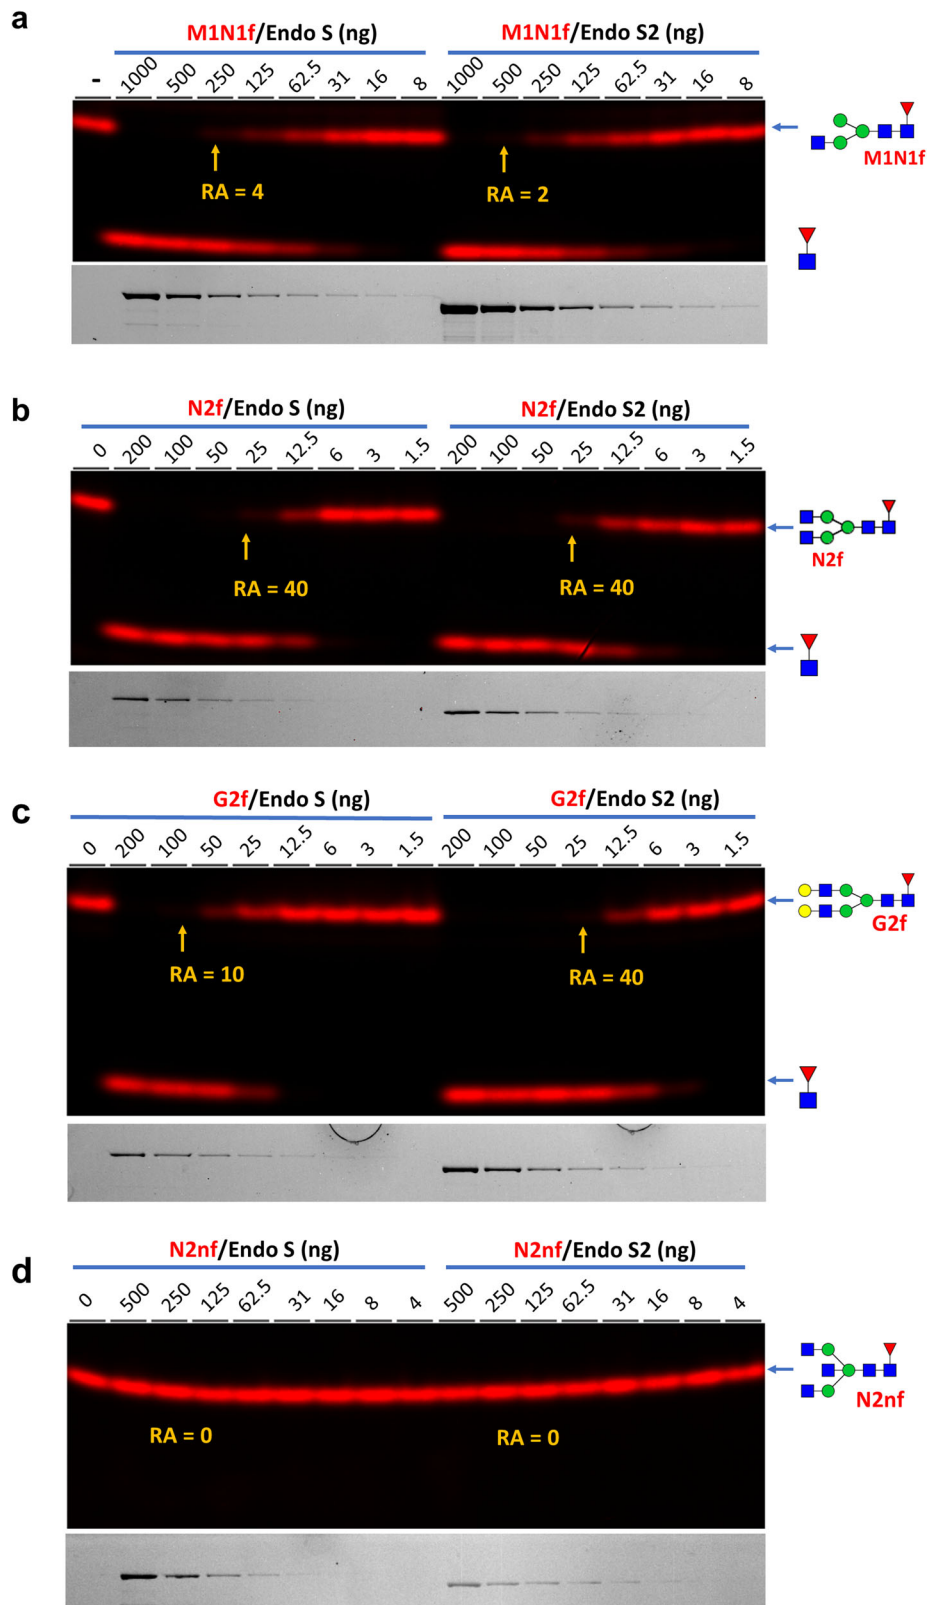 a
M1N1f/Endo S (ng) M1N1f/Endo S2 (ng)
- 1000 500 250 125 62.5 31 16 8 1000 500 250 125 62.5 31 16 8
M1N1f
RA = 4 RA = 2
b
N2f/Endo S (ng) N2f/Endo S2 (ng)
0 200 100 50 25 12.5 6 3 1.5 200 100 50 25 12.5 6 3 1.5
N2f
RA = 40 RA = 40
c
G2f/Endo S (ng) G2f/Endo S2 (ng)
0 200 100 50 25 12.5 6 3 1.5 200 100 50 25 12.5 6 3 1.5
G2f
RA = 10 RA = 40
d
N2nf/Endo S (ng) N2nf/Endo S2 (ng)
0 500 250 125 62.5 31 16 8 4 500 250 125 62.5 31 16 8 4
N2nf
RA = 0 RA = 0